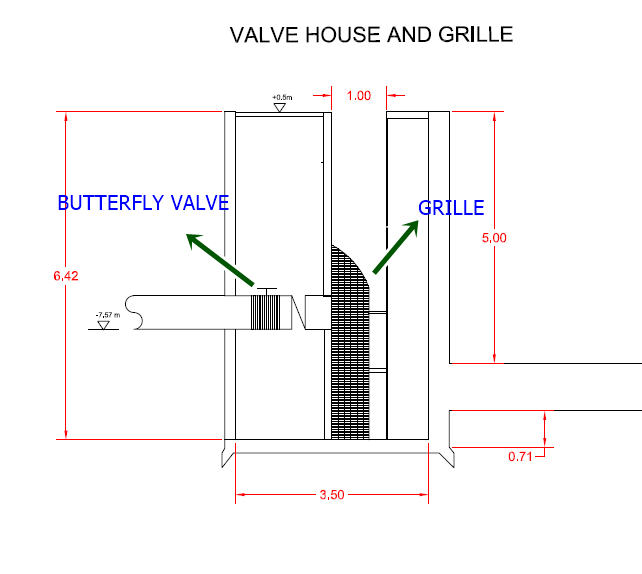 VALVE HOUSE AND GRILLE
+0,5m
1.00
BUTTERFLY VALVE
GRILLE
5,00
6,42
-7,57 m
0.71
3,50